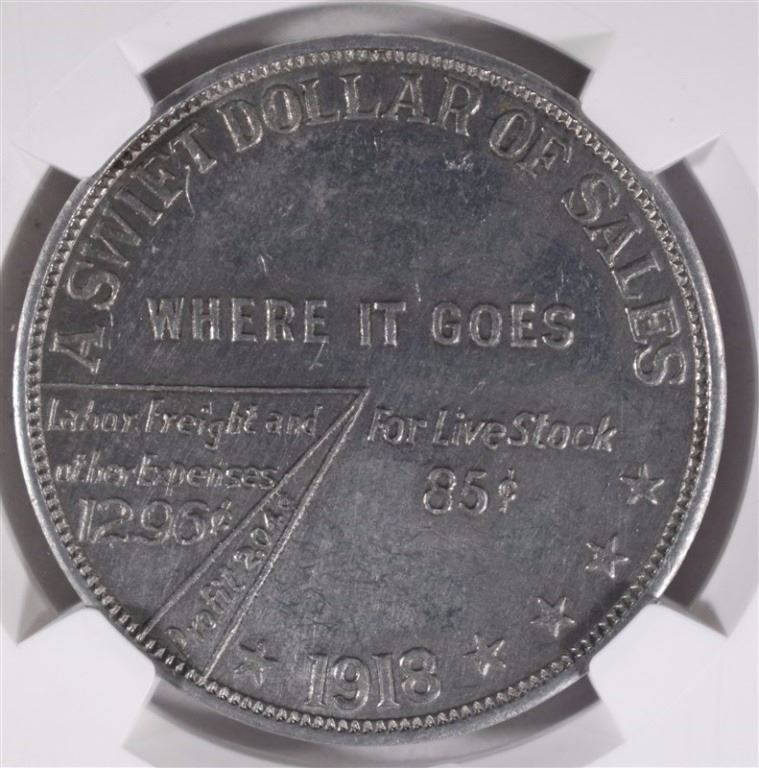 A SWIFT DOLLAR OF SALES
WHERE IT GOES
Labor, Freight and
other Expenses
12.96¢
Profit 2.04¢
For Live Stock
85¢
1918